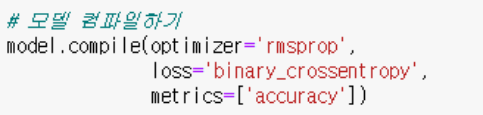 # 모델 컴파일하기
model.compile(optimizer='rmsprop',
              loss='binary_crossentropy',
              metrics=['accuracy'])